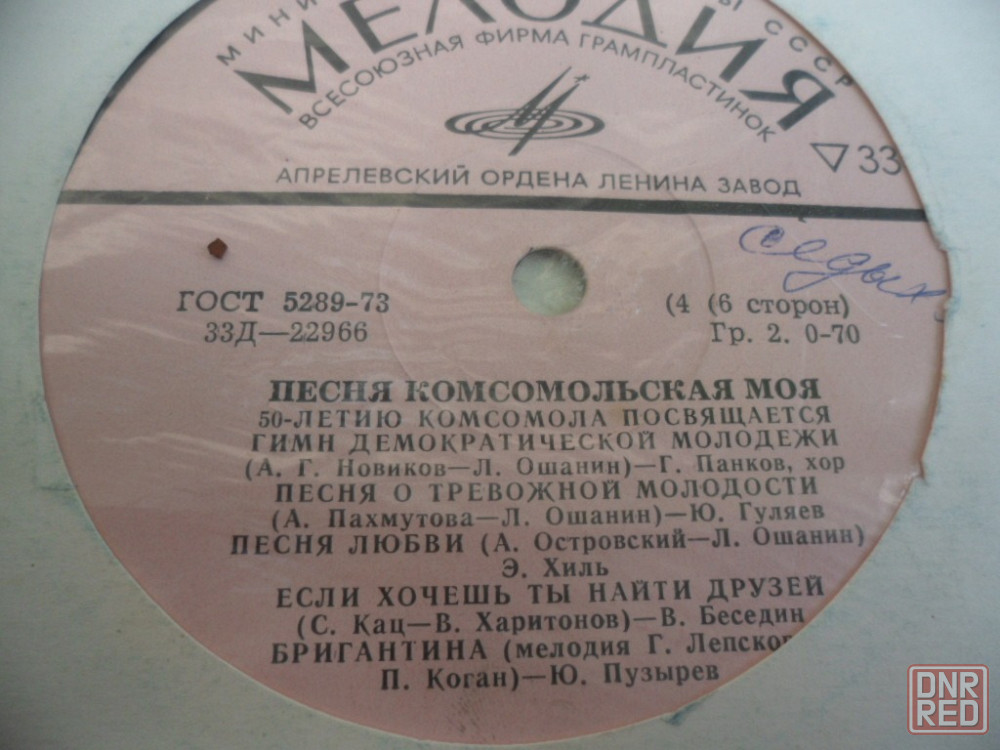 МИНИ Ы СССР
МЕЛОДИЯ
ВСЕСОЮЗНАЯ ФИРМА ГРАМПЛАСТИНОК
АПРЕЛЕВСКИЙ ОРДЕНА ЛЕНИНА ЗАВОД
33
седых
ГОСТ 5289-73
(4 (6 сторон)
33Д—22966
Гр. 2. 0-70
ПЕСНЯ КОМСОМОЛЬСКАЯ МОЯ
50-ЛЕТИЮ КОМСОМОЛА ПОСВЯЩАЕТСЯ
ГИМН ДЕМОКРАТИЧЕСКОЙ МОЛОДЕЖИ
(А. Г. Новиков—Л. Ошанин)—Г. Панков, хор
ПЕСНЯ О ТРЕВОЖНОЙ МОЛОДОСТИ
(А. Пахмутова—Л. Ошанин)—Ю. Гуляев
ПЕСНЯ ЛЮБВИ (А. Островский—Л. Ошанин)
Э. Хиль
ЕСЛИ ХОЧЕШЬ ТЫ НАЙТИ ДРУЗЕЙ
(С. Кац—В. Харитонов)—В. Беседин
БРИГАНТИНА (мелодия Г. Лепског
П. Коган)—Ю. Пузырев
DNR
RED